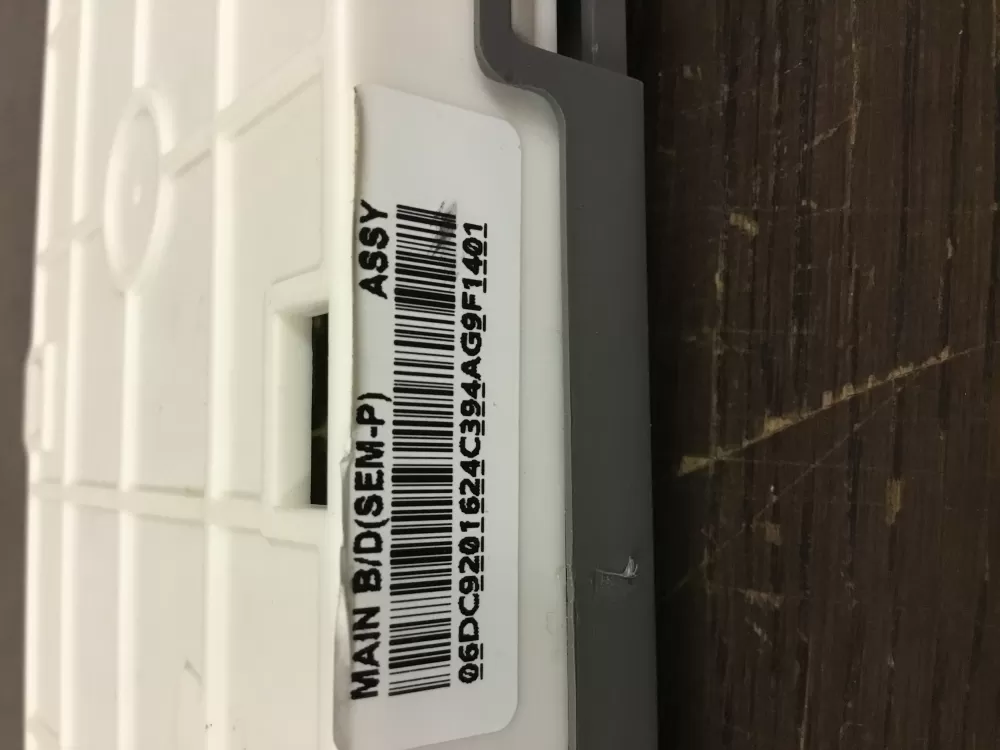 MAIN B/D(SEM-P) ASSY
06DC9201624C394AG9F1401